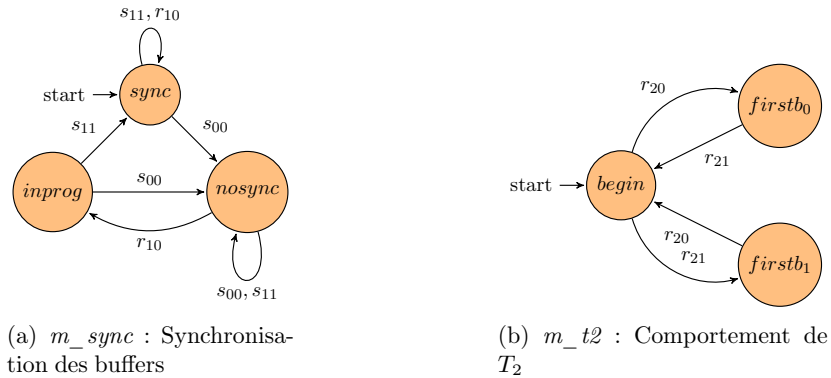 s₁₁, r₁₀
start
sync
s₁₁
s₀₀
inprog
s₀₀
nosync
r₁₀
s₀₀, s₁₁
(a) m_sync : Synchronisa-
tion des buffers
r₂₀
firstb₀
r₂₁
start
begin
r₂₀
r₂₁
firstb₁
(b) m_t2 : Comportement de
T₂